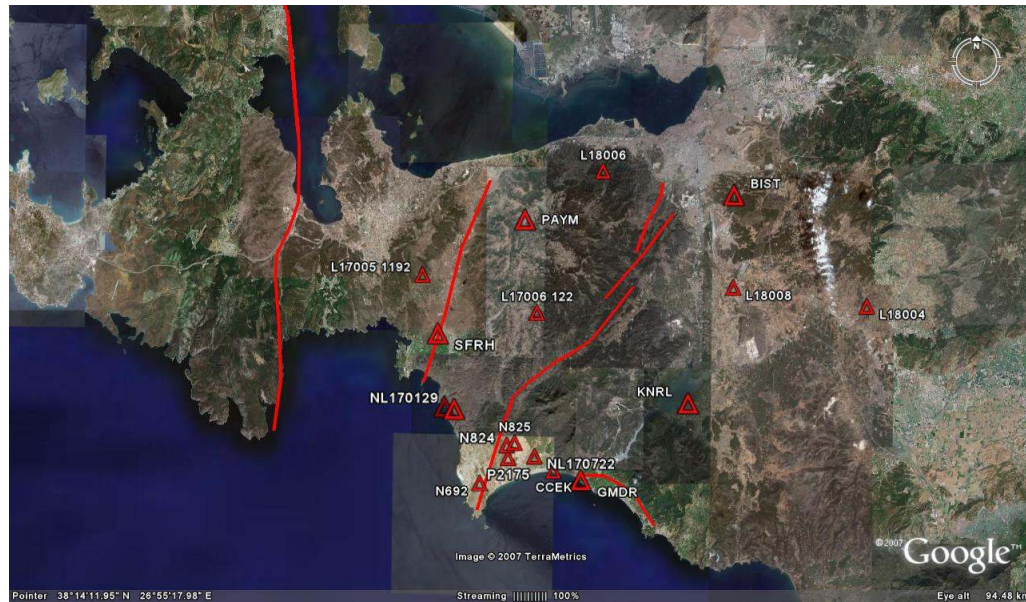 N
L18006
BIST
PAYM
L17005 1192
L18008
L17006 122
L18004
SFRH
NL170129
KNRL
N825
N824
NL170722
P2175
N692
CCEK
GMDR
©2007
Google™
Image © 2007 TerraMetrics
Pointer 38°14'11.95" N 26°55'17.98" E
Streaming |||||||||| 100%
Eye alt 94.48 km